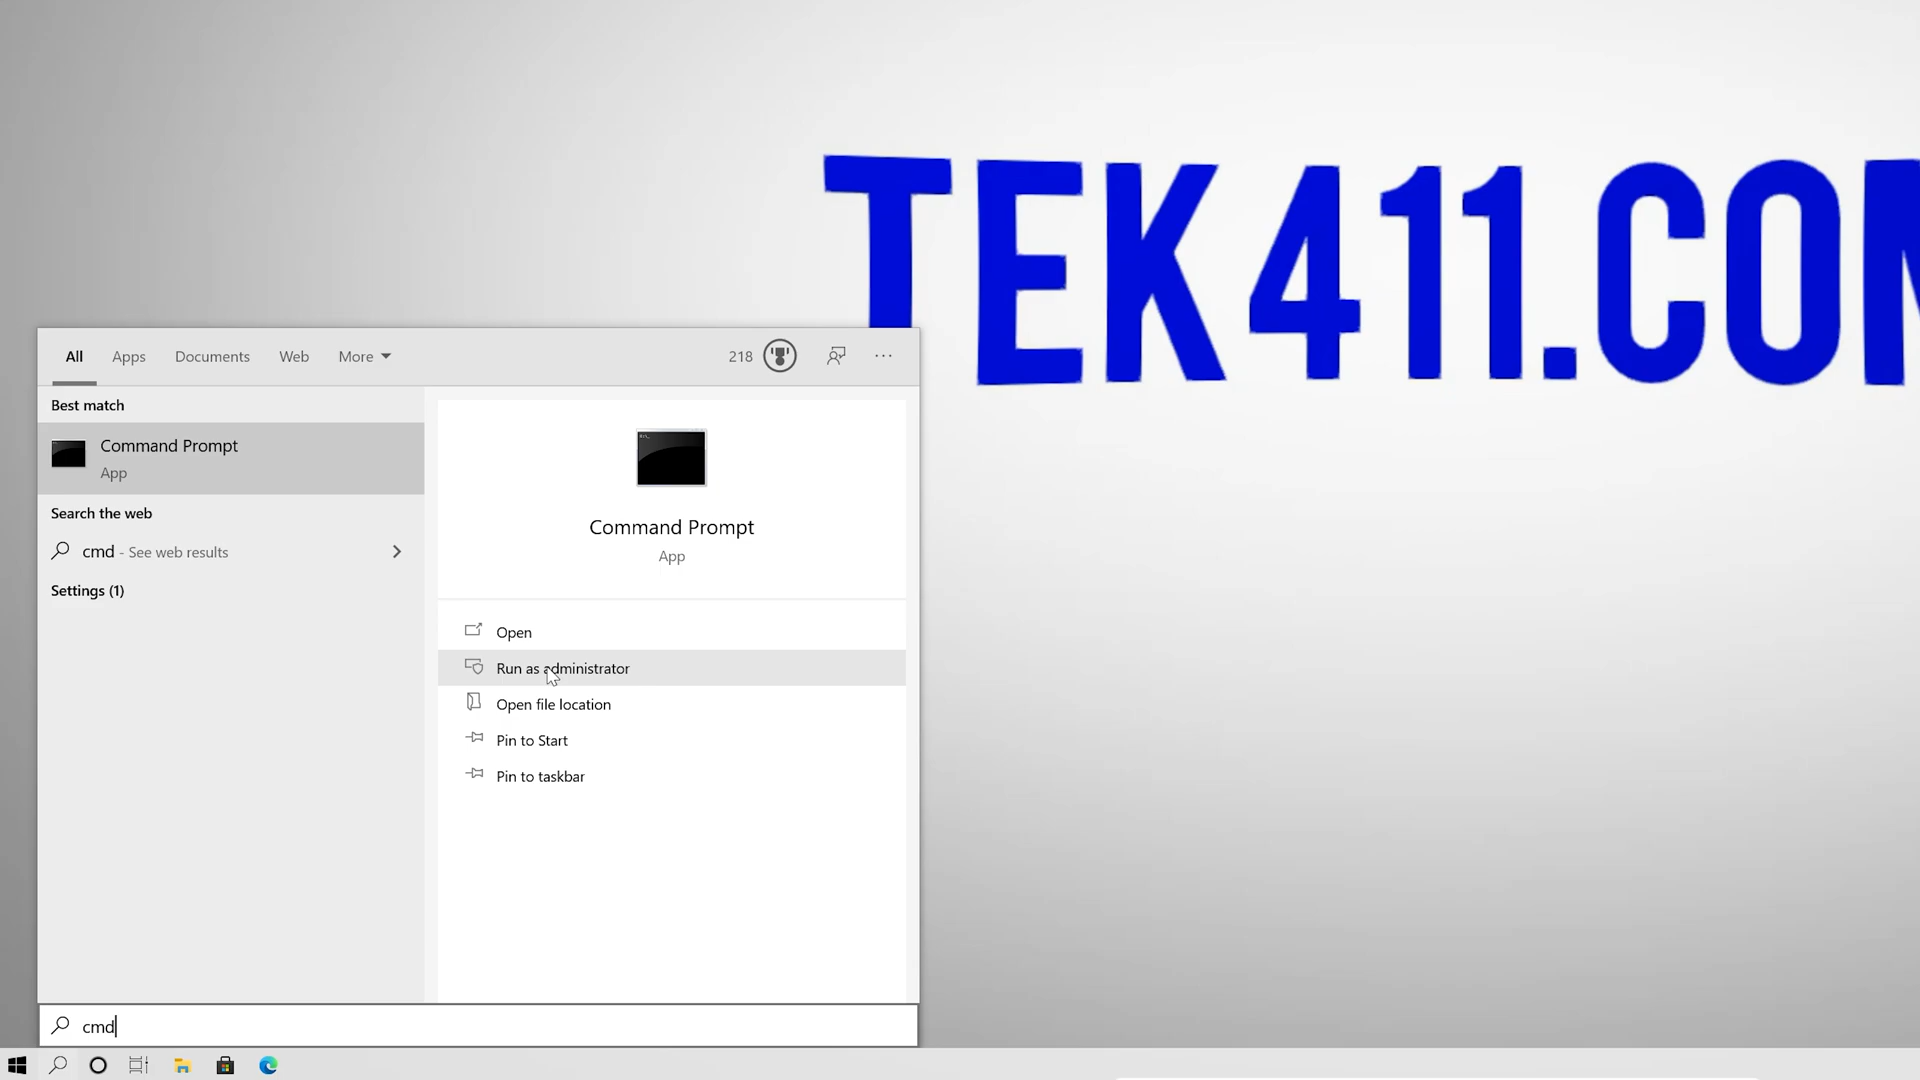 TEK411.COM
All Apps Documents Web More 218
Best match
Command Prompt
App
Search the web
cmd - See web results
Settings (1)
Command Prompt
App
Open
Run as administrator
Open file location
Pin to Start
Pin to taskbar
cmd